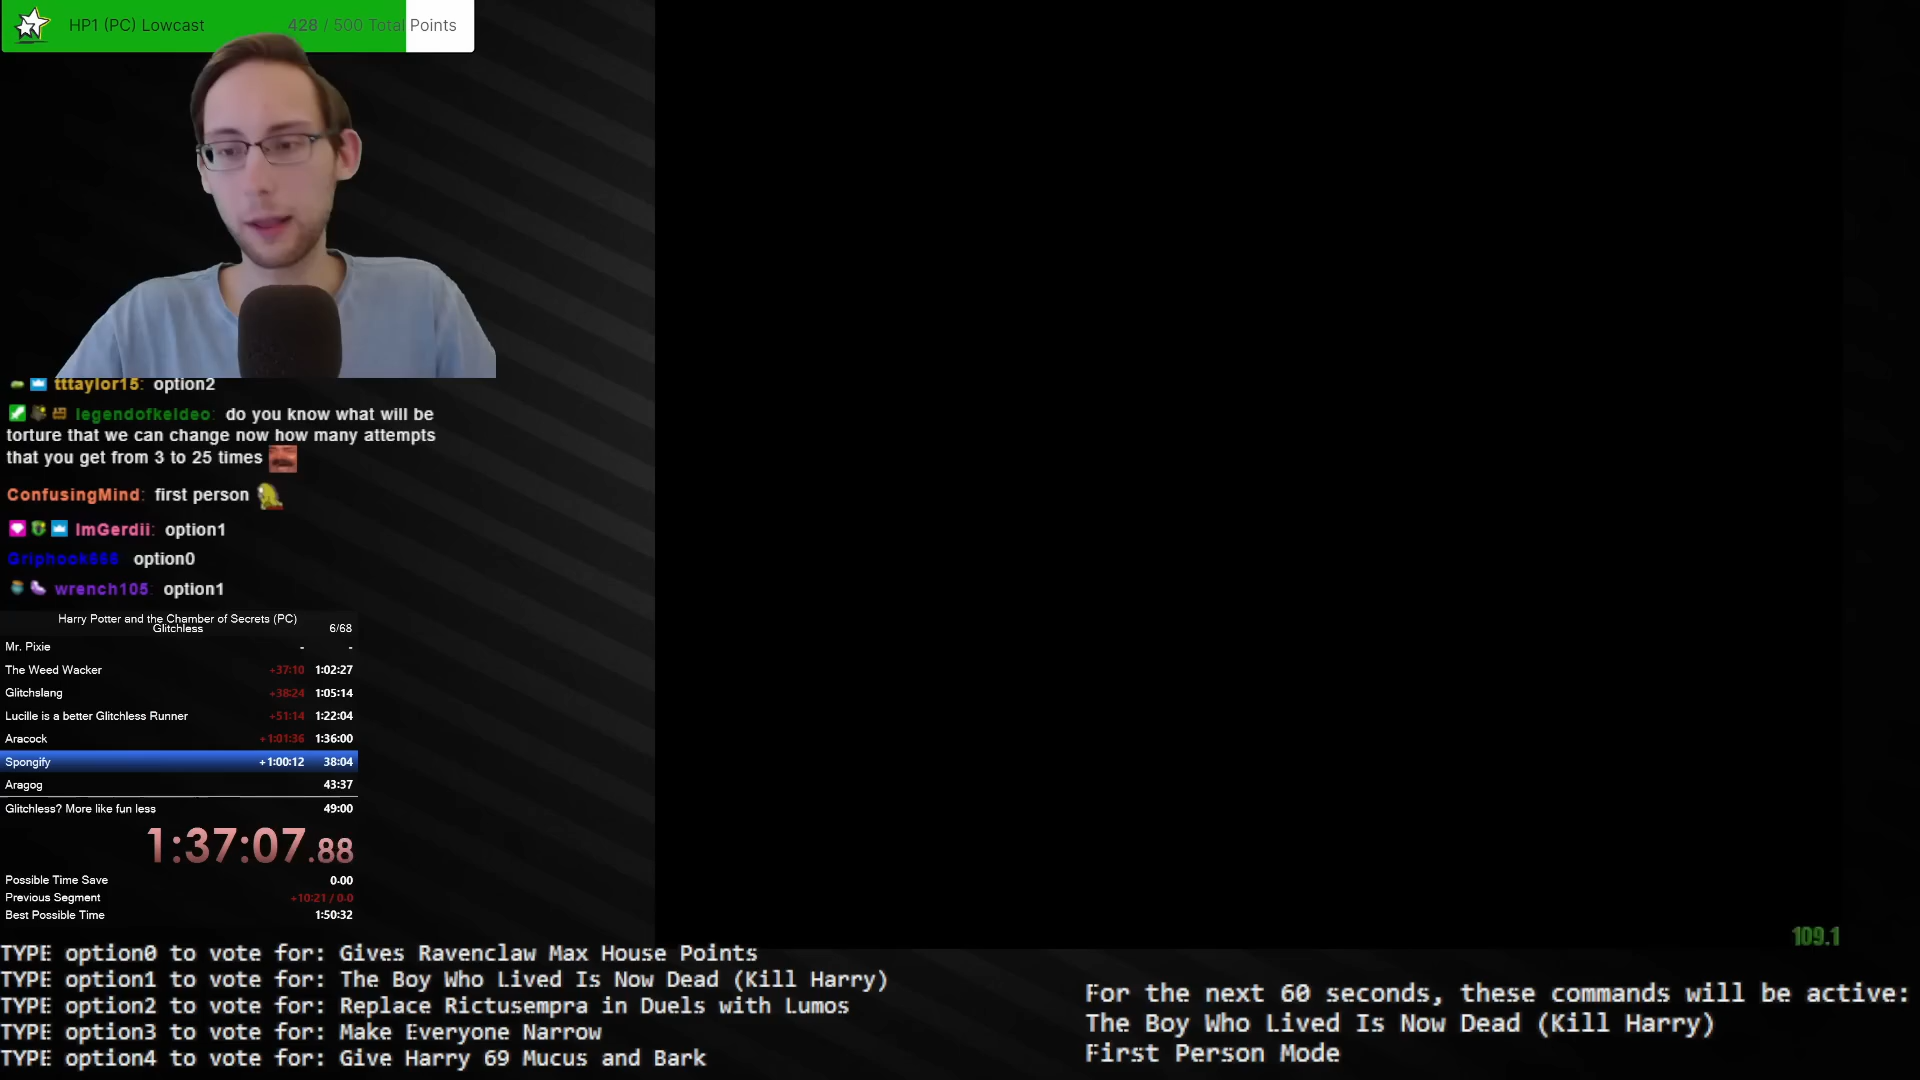 HP1 (PC) Lowcast 428 / 500 Total Points
tttaylor15: option2
legendofkeldeo: do you know what will be
torture that we can change now how many attempts
that you get from 3 to 25 times
ConfusingMind: first person
ImGerdii: option1
Griphook666: option0
wrench105: option1
Harry Potter and the Chamber of Secrets (PC)
Glitchless 6/68
Mr. Pixie - -
The Weed Wacker +37:10 1:02:27
Glitchslang +38:24 1:05:14
Lucille is a better Glitchless Runner +51:14 1:22:04
Aracock +1:01:36 1:36:00
Spongify +1:00:12 38:04
Aragog 43:37
Glitchless? More like fun less 49:00
1:37:07.88
Possible Time Save 0.00
Previous Segment +10:21 / 0.0
Best Possible Time 1:50:32
109.1
TYPE option0 to vote for: Gives Ravenclaw Max House Points
TYPE option1 to vote for: The Boy Who Lived Is Now Dead (Kill Harry)
TYPE option2 to vote for: Replace Rictusempra in Duels with Lumos
TYPE option3 to vote for: Make Everyone Narrow
TYPE option4 to vote for: Give Harry 69 Mucus and Bark
For the next 60 seconds, these commands will be active:
The Boy Who Lived Is Now Dead (Kill Harry)
First Person Mode